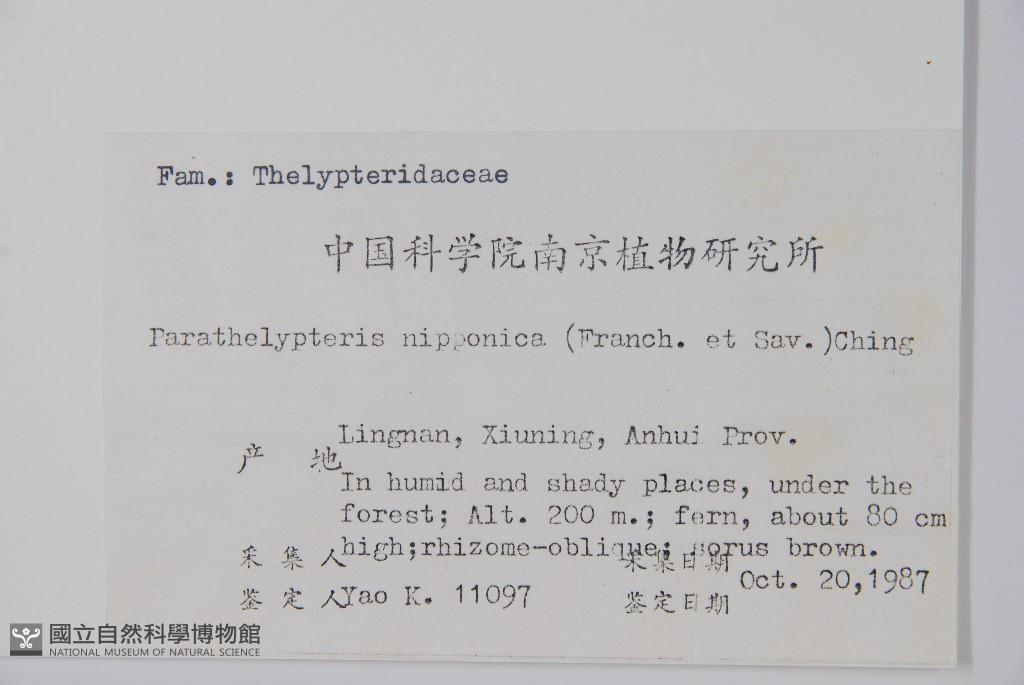 Fam.: Thelypteridaceae
中国科学院南京植物研究所
Parathelypteris nipponica (Franch. et Sav.)Ching
Lingnan, Xiuning, Anhui Prov.
产 地
In humid and shady places, under the
forest; Alt. 200 m.; fern, about 80 cm
high;rhizome-oblique; sorus brown.
采 集 人 采集日期
Oct. 20,1987
鉴 定 人 Yao K. 11097 鉴定日期
國立自然科學博物館
NATIONAL MUSEUM OF NATURAL SCIENCE